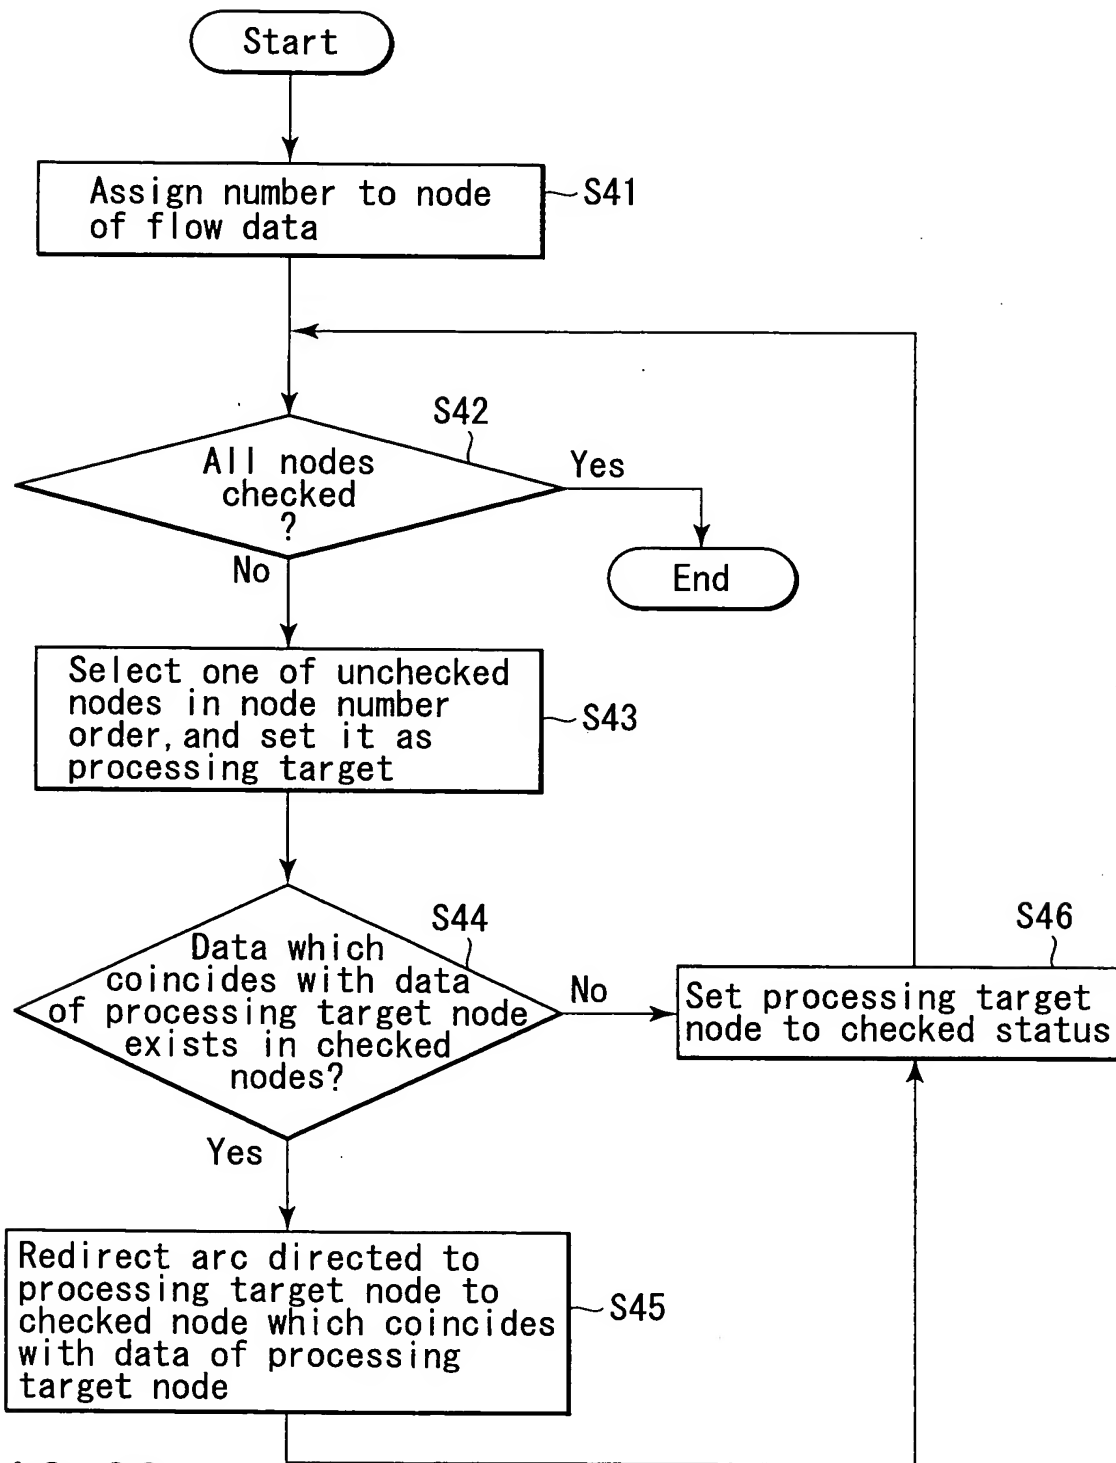 Start
Assign number to node
of flow data
S41
S42
All nodes
checked
?
Yes
No
End
Select one of unchecked
nodes in node number
order, and set it as
processing target
S43
S44
Data which
coincides with data
of processing target node
exists in checked
nodes?
No
Yes
S46
Set processing target
node to checked status
Redirect arc directed to
processing target node to
checked node which coincides
with data of processing
target node
S45